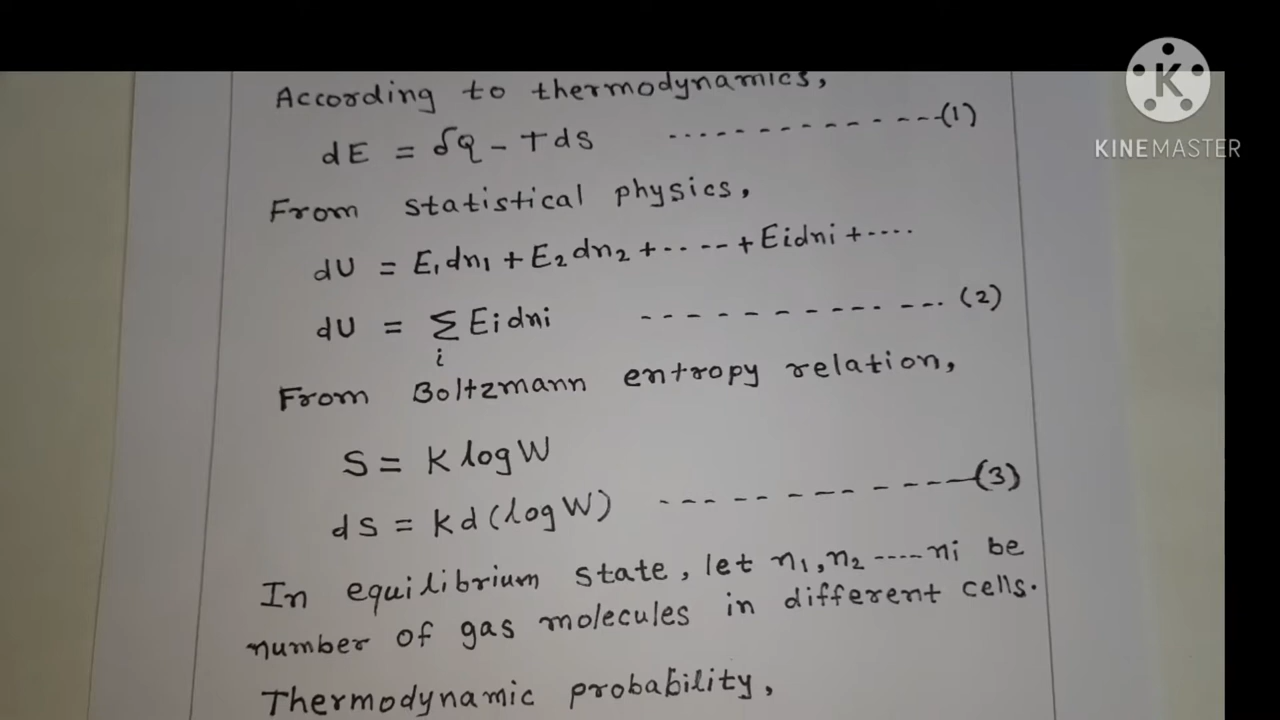 According to thermodynamics,
dE = δQ - Tds ------------- (1)
From statistical physics,
dU = E₁dn₁ + E₂dn₂ + ----- + Eidni + ----
dU = Σ Eidni ------------- (2)
i
From Boltzmann entropy relation,
S = K log W
ds = Kd (log W) ------------- (3)
In equilibrium state, let n₁, n₂ ----- ni be
number of gas molecules in different cells.
Thermodynamic probability,
K
KINEMASTER